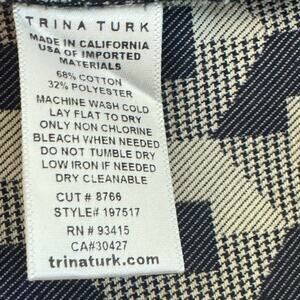 TRINA TURK
MADE IN CALIFORNIA
USA OF IMPORTED
MATERIALS
68% COTTON
32% POLYESTER
MACHINE WASH COLD
LAY FLAT TO DRY
ONLY NON CHLORINE
BLEACH WHEN NEEDED
DO NOT TUMBLE DRY
LOW IRON IF NEEDED
DRY CLEANABLE
CUT # 8766
STYLE# 197517
RN # 93415
CA#30427
trinaturk.com